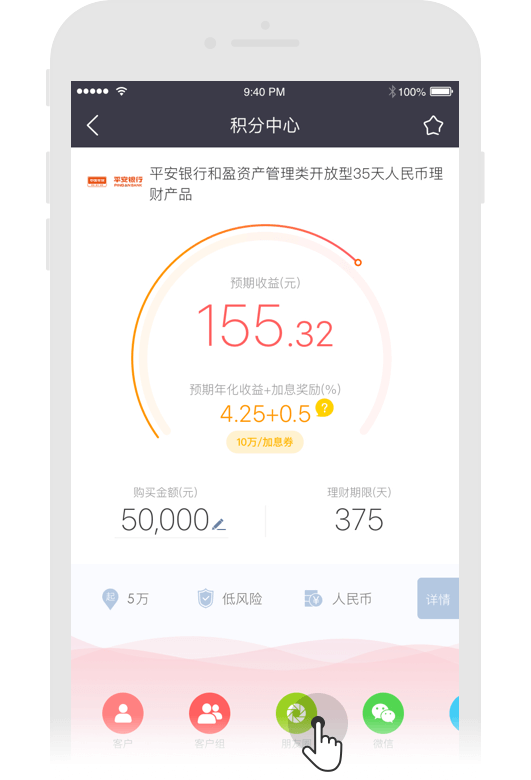 9:40 PM
100%
积分中心
平安银行
平安银行和盈资产管理类开放型35天人民币理
财产品
预期收益(元)
155.32
预期年化收益+加息奖励(%)
4.25+0.5
?
10万/加息券
购买金额(元)
理财期限(天)
50,000
375
起
5万
低风险
¥
人民币
详情
客户
客户组
微信